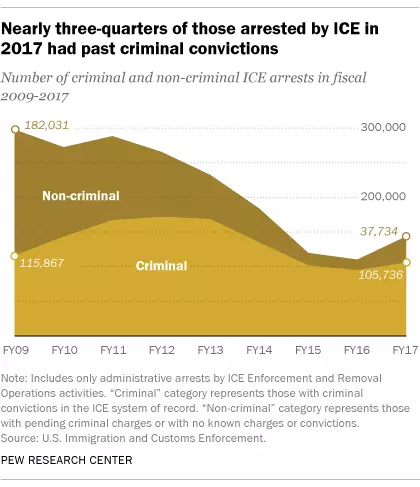 Nearly three-quarters of those arrested by ICE in
2017 had past criminal convictions
Number of criminal and non-criminal ICE arrests in fiscal
2009-2017
182,031
300,000
Non-criminal
200,000
37,734
115,867
Criminal
105,736
FY09 FY10 FY11 FY12 FY13 FY14 FY15 FY16 FY17
Note: Includes only administrative arrests by ICE Enforcement and Removal
Operations activities. “Criminal” category represents those with criminal
convictions in the ICE system of record. “Non-criminal” category represents those
with pending criminal charges or with no known charges or convictions.
Source: U.S. Immigration and Customs Enforcement.
PEW RESEARCH CENTER